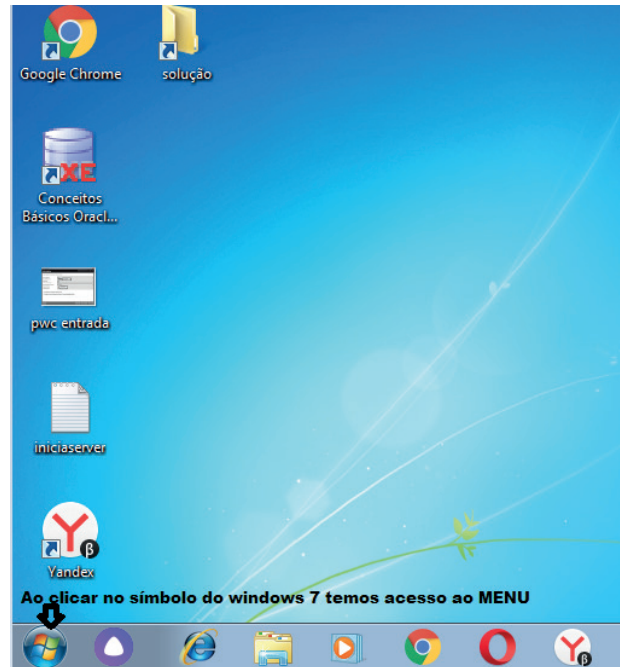 Google Chrome
solução
XE
Conceitos
Básicos Oracl...
pwc entrada
iniciaserver
Y
β
Yandex
Ao clicar no símbolo do windows 7 temos acesso ao MENU
Y
β